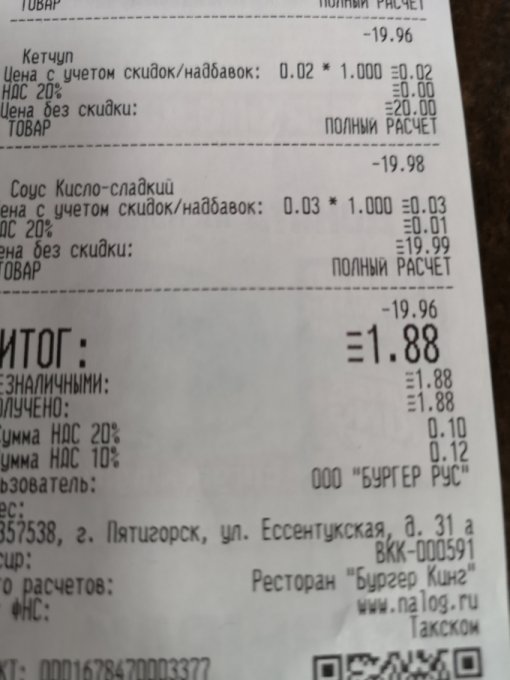 ТОВАР ПОЛНЫЙ РАСЧЕТ
-19.96
Кетчуп
Цена с учетом скидок/надбавок: 0.02 * 1.000 ≡0.02
НДС 20% ≡0.00
Цена без скидки: ≡20.00
ТОВАР ПОЛНЫЙ РАСЧЕТ
-19.98
Соус Кисло-сладкий
ена с учетом скидок/надбавок: 0.03 * 1.000 ≡0.03
ДС 20% ≡0.01
ена без скидки: ≡19.99
ТОВАР ПОЛНЫЙ РАСЧЕТ
-19.96
ИТОГ: ≡1.88
ЕЗНАЛИЧНЫМИ: ≡1.88
ОЛУЧЕНО: ≡1.88
Сумма НДС 20% 0.10
умма НДС 10% 0.12
льзователь: ООО "БУРГЕР РУС"
ес:
357538, г. Пятигорск, ул. Ессентукская, д. 31 а
сир: ВКК-000591
то расчетов: Ресторан "Бургер Кинг"
ФНС: www.nalog.ru
Такском
КТ: 0001678470003377